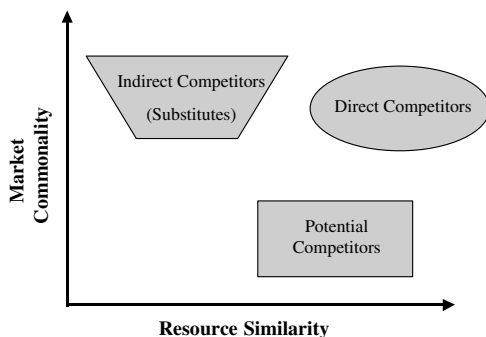 Market
Commonality
Indirect Competitors
(Substitutes)
Direct Competitors
Potential
Competitors
Resource Similarity